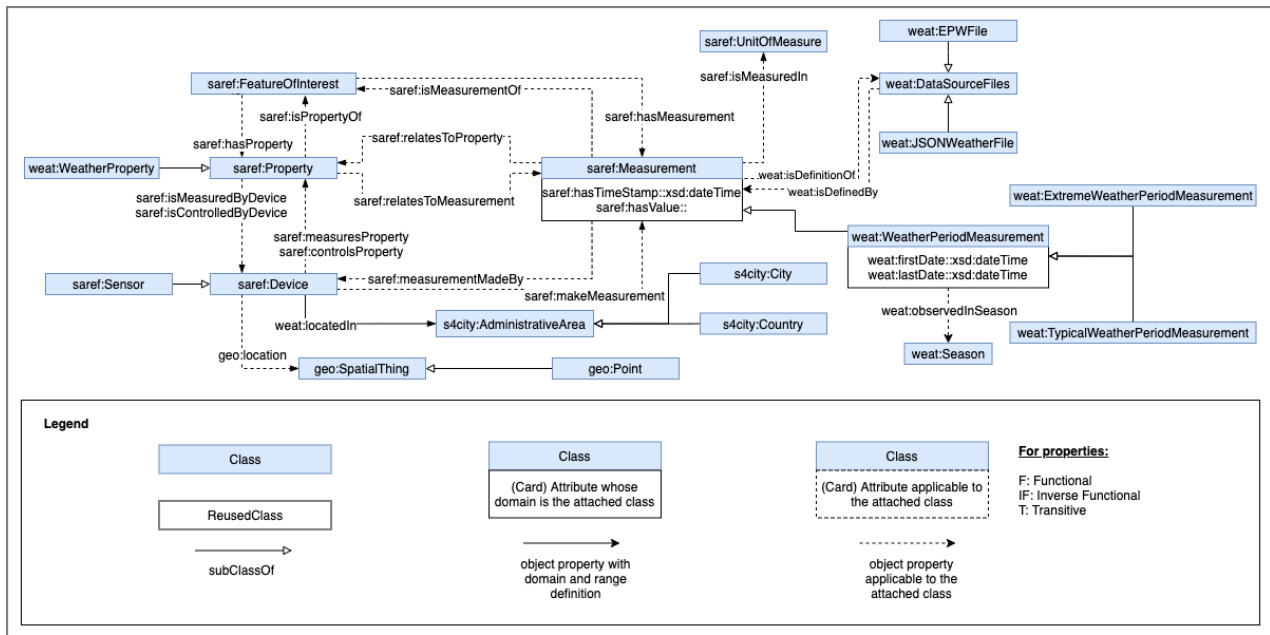 weat:EPWFile
saref:UnitOfMeasure
saref:isMeasuredIn
saref:FeatureOfInterest
saref:isMeasurementOf
weat:DataSourceFiles
saref:isPropertyOf
saref:hasMeasurement
saref:hasProperty
saref:relatesToProperty
weat:JSONWeatherFile
weat:WeatherProperty
saref:Property
saref:Measurement
weat:isDefinitionOf
weat:isDefinedBy
saref:hasTimeStamp::xsd:dateTime
saref:hasValue::
saref:isMeasuredByDevice
saref:isControlledByDevice
saref:relatesToMeasurement
weat:ExtremeWeatherPeriodMeasurement
weat:WeatherPeriodMeasurement
weat:firstDate::xsd:dateTime
weat:lastDate::xsd:dateTime
saref:measuresProperty
saref:controlsProperty
saref:Sensor
saref:Device
saref:measurementMadeBy
saref:makeMeasurement
s4city:City
weat:observedInSeason
weat:locatedIn
s4city:AdministrativeArea
s4city:Country
weat:TypicalWeatherPeriodMeasurement
geo:location
weat:Season
geo:SpatialThing
geo:Point
Legend
Class
ReusedClass
subClassOf
Class
(Card) Attribute whose
domain is the attached class
object property with
domain and range
definition
Class
(Card) Attribute applicable to
the attached class
object property
applicable to the
attached class
For properties:
F: Functional
IF: Inverse Functional
T: Transitive